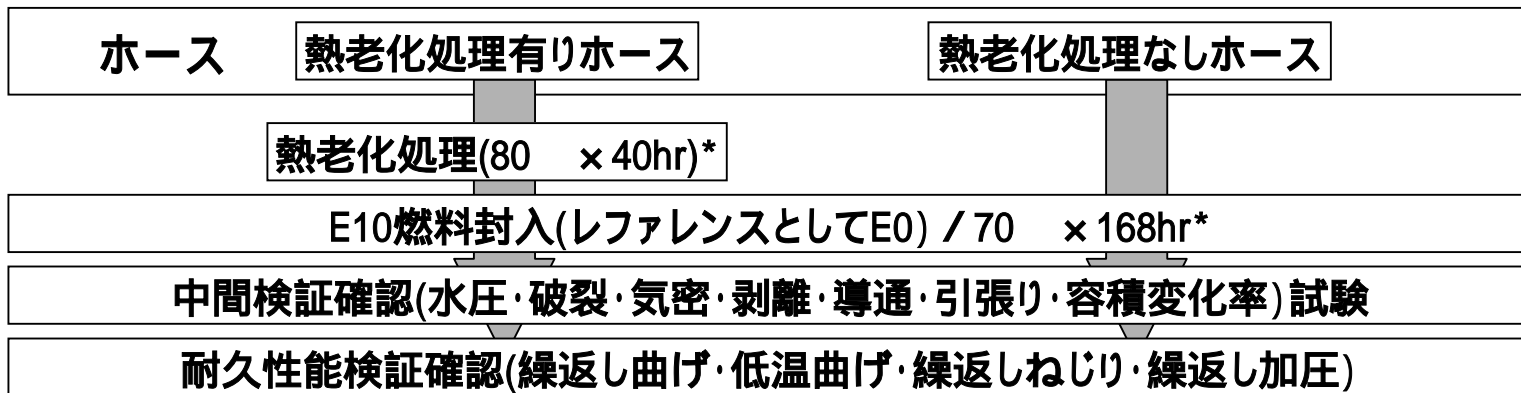 ホース 熱老化処理有りホース 熱老化処理なしホース
熱老化処理(80 ×40hr)*
E10燃料封入(レファレンスとしてE0) / 70 ×168hr*
中間検証確認(水圧･破裂･気密･剥離･導通･引張り･容積変化率)試験
耐久性能検証確認(繰返し曲げ･低温曲げ･繰返しねじり･繰返し加圧)